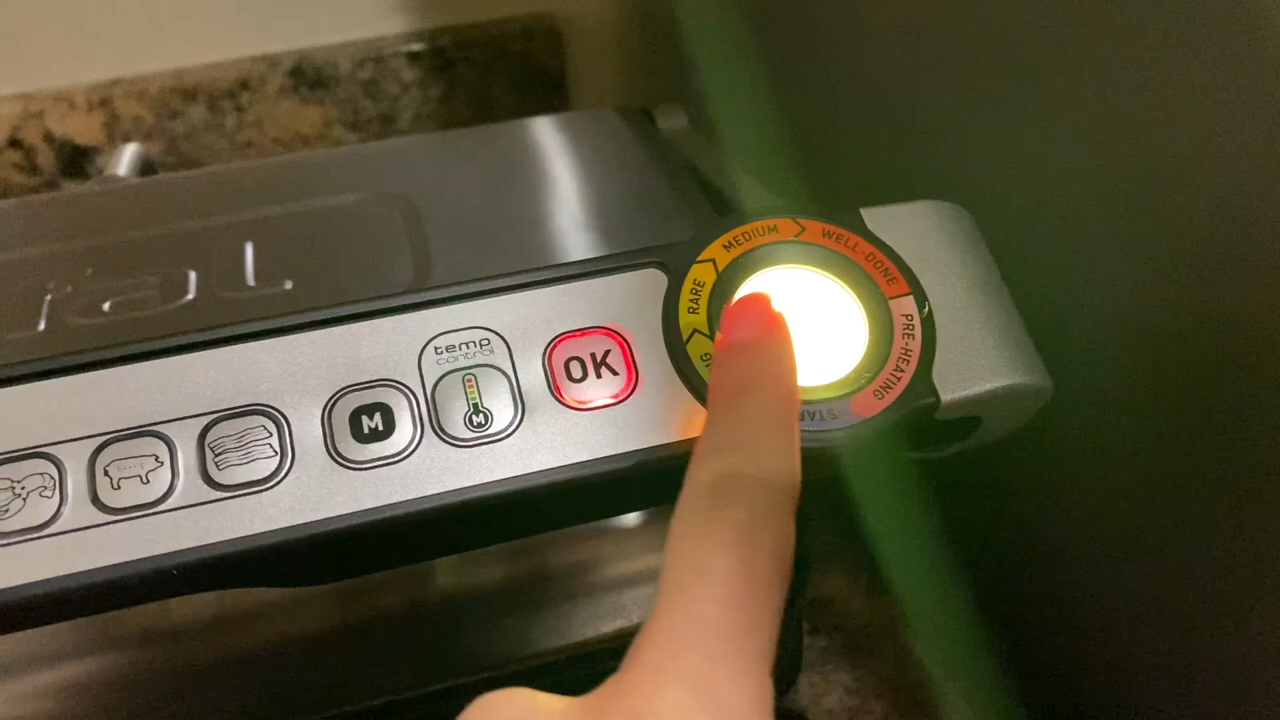 temp
control
M
M
OK
RARE
MEDIUM
WELL-DONE
PRE-HEATING